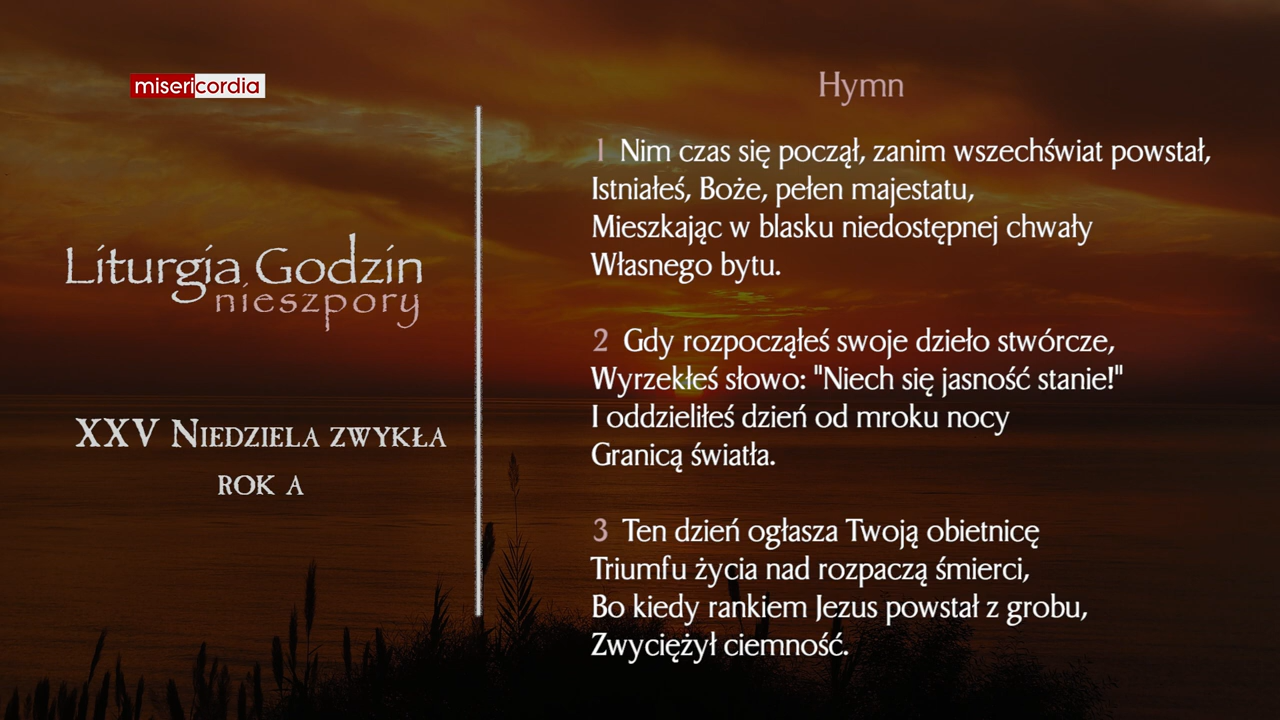 misericordia
Liturgia Godzin
nieszpory
XXV Niedziela zwykła
rok A
Hymn
1 Nim czas się począł, zanim wszechświat powstał,
Istniałeś, Boże, pełen majestatu,
Mieszkając w blasku niedostępnej chwały
Własnego bytu.
2 Gdy rozpocząłeś swoje dzieło stwórcze,
Wyrzekłeś słowo: "Niech się jasność stanie!"
I oddzieliłeś dzień od mroku nocy
Granicą światła.
3 Ten dzień ogłasza Twoją obietnicę
Triumfu życia nad rozpaczą śmierci,
Bo kiedy rankiem Jezus powstał z grobu,
Zwyciężył ciemność.